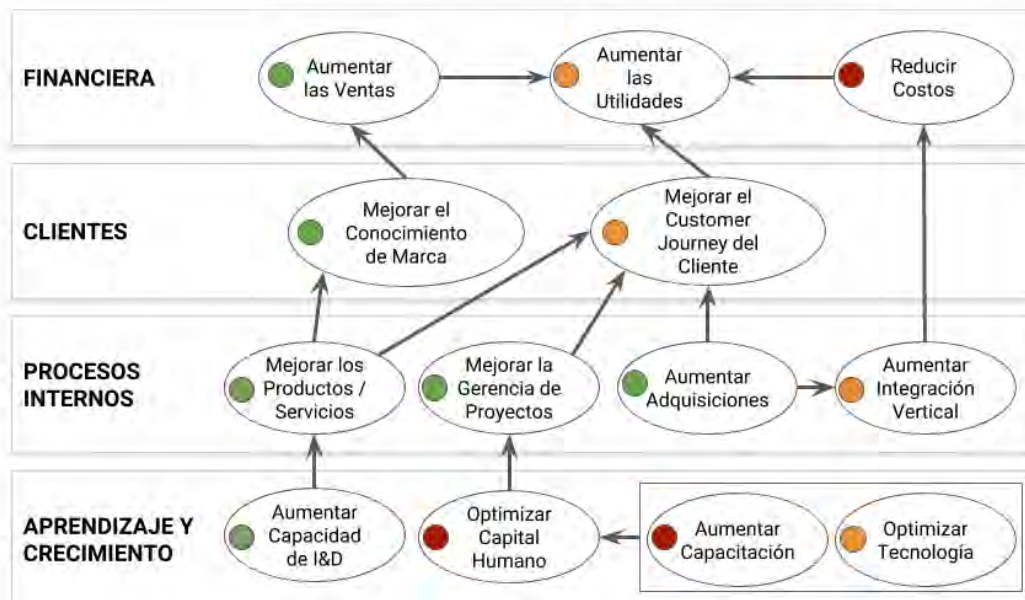 FINANCIERA
Aumentar
las Ventas
Aumentar
las
Utilidades
Reducir
Costos
CLIENTES
Mejorar el
Conocimiento
de Marca
Mejorar el
Customer
Journey del
Cliente
PROCESOS
INTERNOS
Mejorar los
Productos /
Servicios
Mejorar la
Gerencia de
Proyectos
Aumentar
Adquisiciones
Aumentar
Integración
Vertical
APRENDIZAJE Y
CRECIMIENTO
Aumentar
Capacidad
de I&D
Optimizar
Capital
Humano
Aumentar
Capacitación
Optimizar
Tecnología